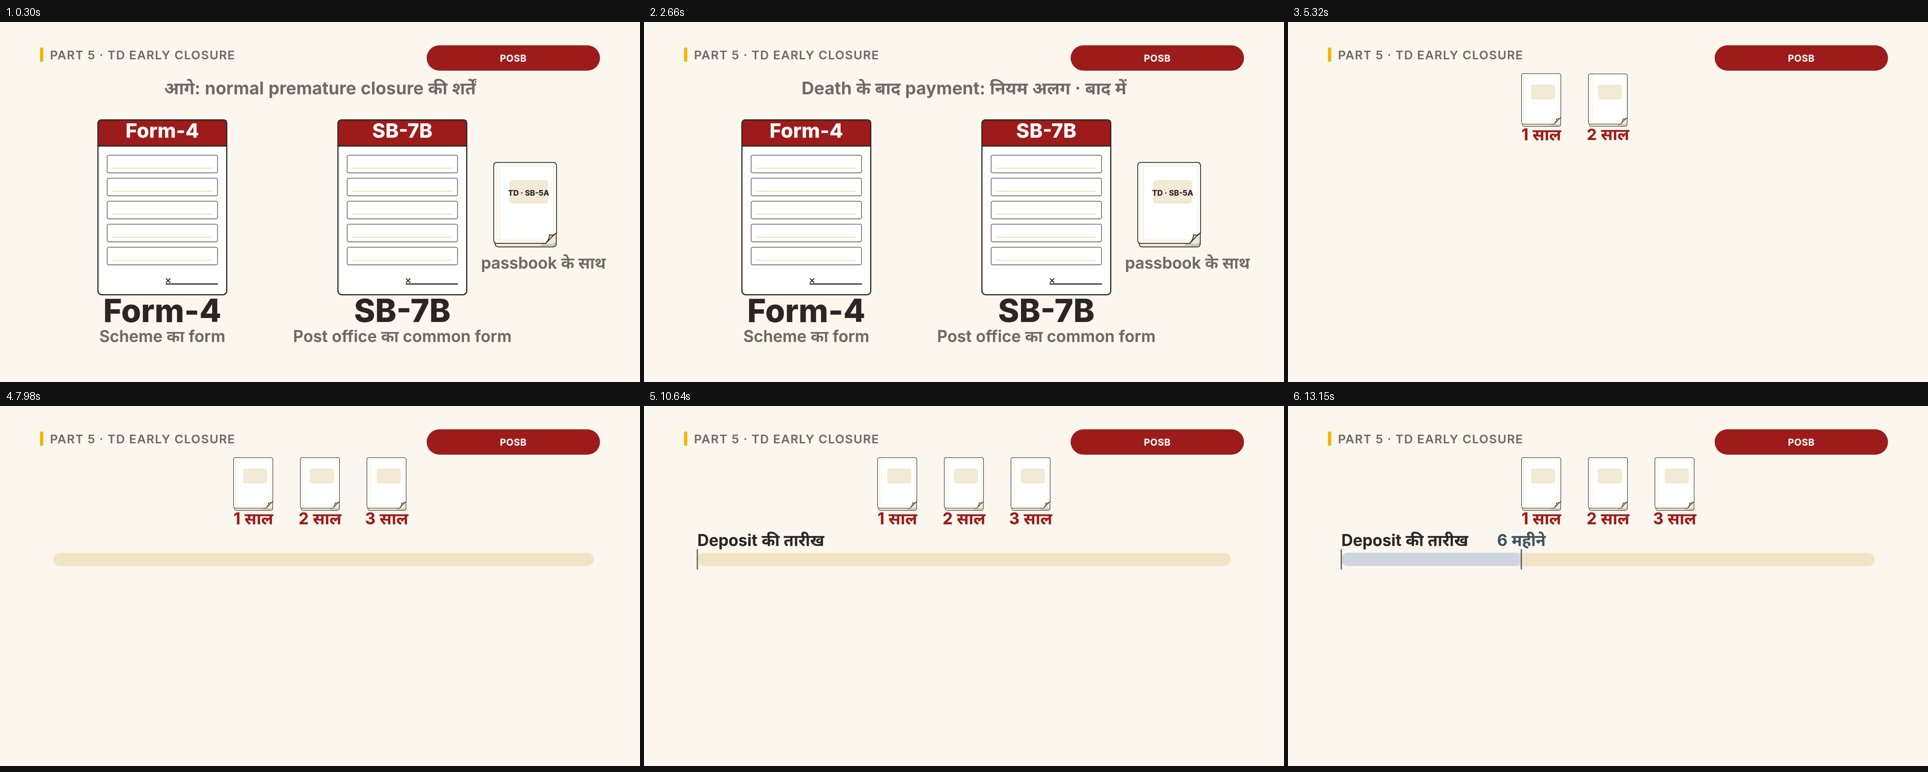 1. 0.30s
PART 5 · TD EARLY CLOSURE
POSB
आगे: normal premature closure की शर्तें
Form-4
SB-7B
TD · SB-5A
passbook के साथ
Form-4
SB-7B
Scheme का form
Post office का common form
2. 2.66s
PART 5 · TD EARLY CLOSURE
POSB
Death के बाद payment: नियम अलग · बाद में
Form-4
SB-7B
TD · SB-5A
passbook के साथ
Form-4
SB-7B
Scheme का form
Post office का common form
3. 5.32s
PART 5 · TD EARLY CLOSURE
POSB
1 साल
2 साल
4. 7.98s
PART 5 · TD EARLY CLOSURE
POSB
1 साल
2 साल
3 साल
5. 10.64s
PART 5 · TD EARLY CLOSURE
POSB
1 साल
2 साल
3 साल
Deposit की तारीख
6. 13.15s
PART 5 · TD EARLY CLOSURE
POSB
1 साल
2 साल
3 साल
Deposit की तारीख
6 महीने